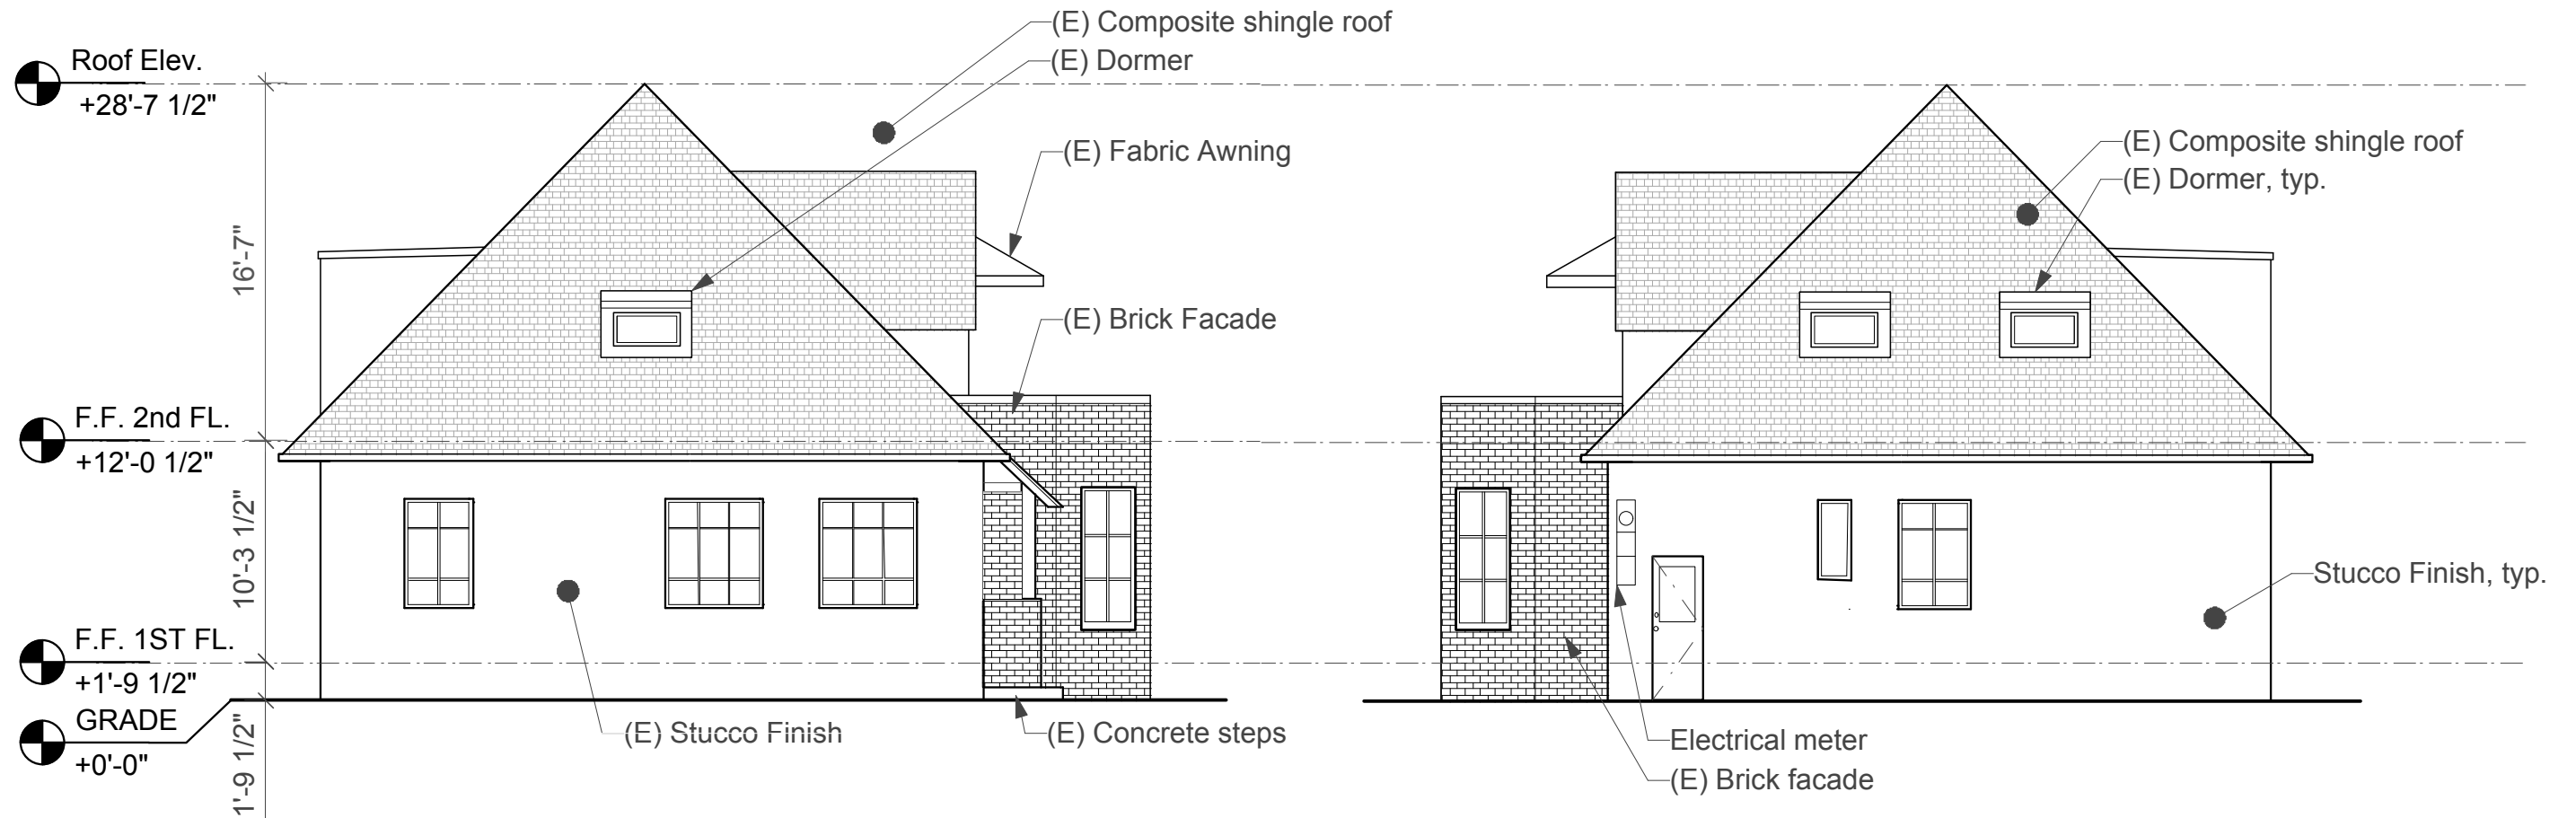 Roof Elev.
+28'-7 1/2"
16'-7"
F.F. 2nd FL.
+12'-0 1/2"
10'-3 1/2"
F.F. 1ST FL.
+1'-9 1/2"
GRADE
+0'-0"
1'-9 1/2"
(E) Composite shingle roof
(E) Dormer
(E) Fabric Awning
(E) Brick Facade
(E) Stucco Finish
(E) Concrete steps
(E) Composite shingle roof
(E) Dormer, typ.
Stucco Finish, typ.
Electrical meter
(E) Brick facade